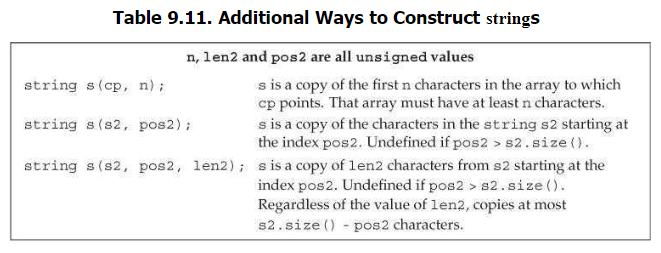 Table 9.11. Additional Ways to Construct strings
n, len2 and pos2 are all unsigned values
string s(cp, n); s is a copy of the first n characters in the array to which
cp points. That array must have at least n characters.
string s(s2, pos2); s is a copy of the characters in the string s2 starting at
the index pos2. Undefined if pos2 > s2.size().
string s(s2, pos2, len2); s is a copy of len2 characters from s2 starting at the
index pos2. Undefined if pos2 > s2.size().
Regardless of the value of len2, copies at most
s2.size() - pos2 characters.